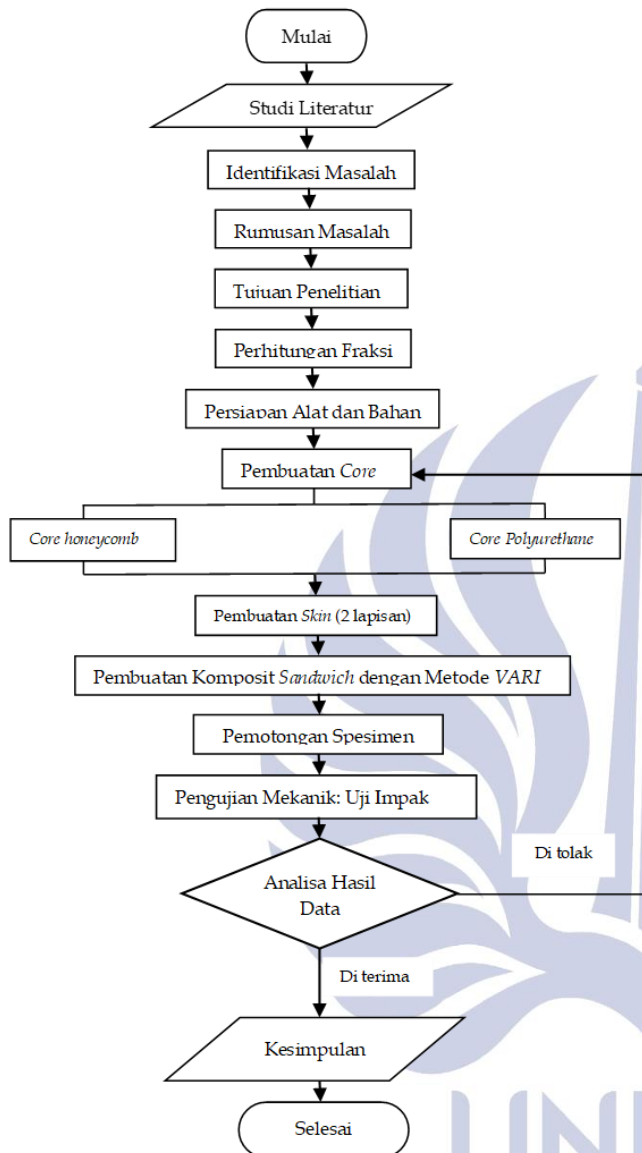 Mulai
Studi Literatur
Identifikasi Masalah
Rumusan Masalah
Tujuan Penelitian
Perhitungan Fraksi
Persiapan Alat dan Bahan
Pembuatan Core
Core honeycomb
Core Polyurethane
Pembuatan Skin (2 lapisan)
Pembuatan Komposit Sandwich dengan Metode VARI
Pemotongan Spesimen
Pengujian Mekanik: Uji Impak
Di tolak
Analisa Hasil
Data
Di terima
Kesimpulan
Selesai